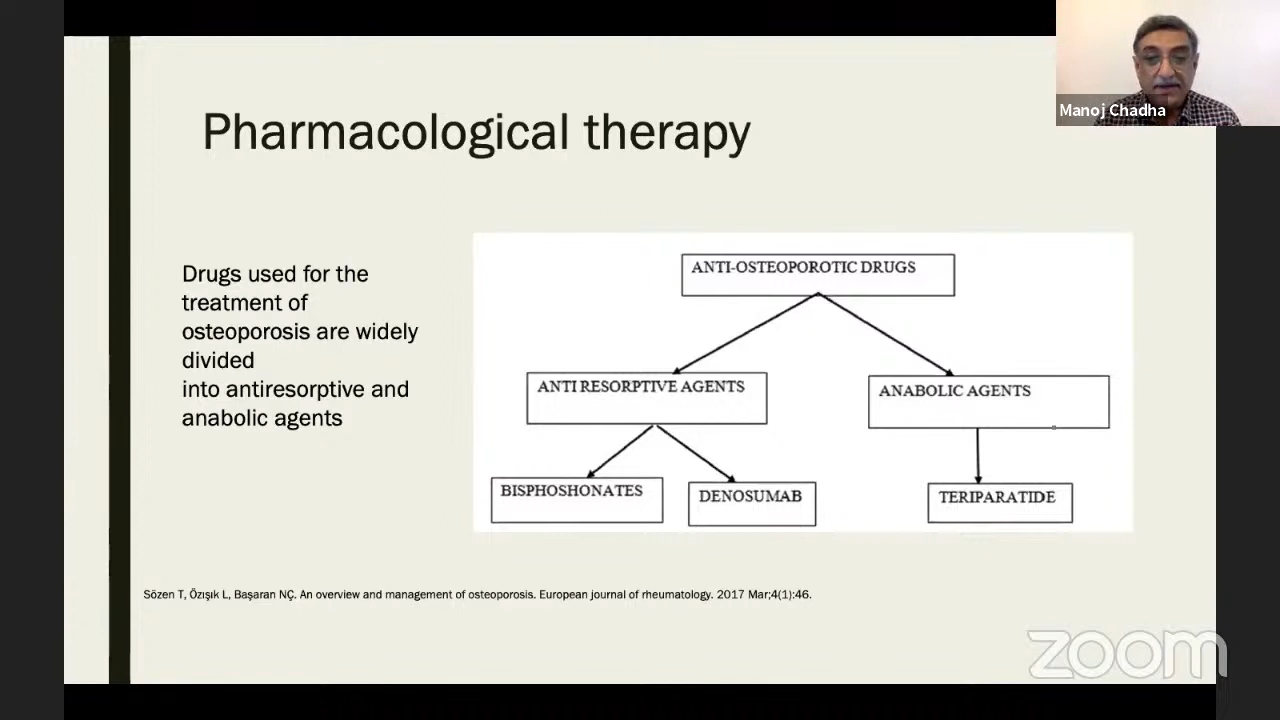 Manoj Chadha
Pharmacological therapy
Drugs used for the
treatment of
osteoporosis are widely
divided
into antiresorptive and
anabolic agents
ANTI-OSTEOPOROTIC DRUGS
ANTI RESORPTIVE AGENTS
ANABOLIC AGENTS
BISPHOSHONATES
DENOSUMAB
TERIPARATIDE
Sözen T, Özışık L, Başaran NÇ. An overview and management of osteoporosis. European journal of rheumatology. 2017 Mar;4(1):46.
zoom